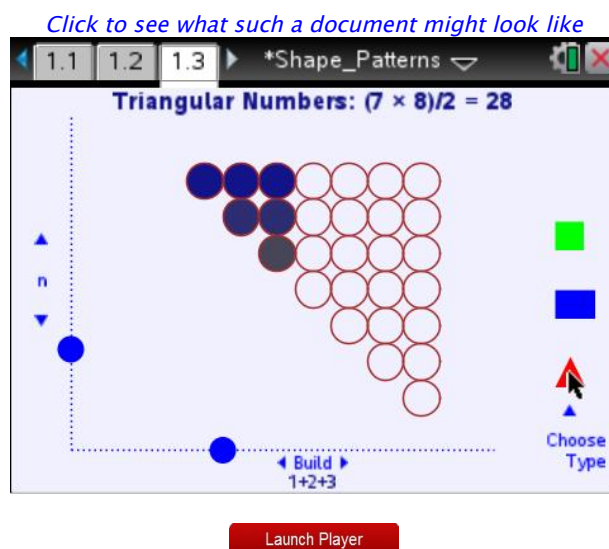 Click to see what such a document might look like
1.1 1.2 1.3 *Shape_Patterns
Triangular Numbers: (7 × 8)/2 = 28
n
Choose
Type
Build
1+2+3
Launch Player